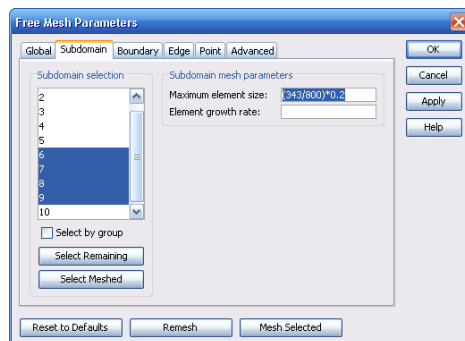 Free Mesh Parameters
Global Subdomain Boundary Edge Point Advanced
OK
Cancel
Apply
Help
Subdomain selection
2
3
4
5
6
7
8
9
10
Select by group
Select Remaining
Select Meshed
Subdomain mesh parameters
Maximum element size: (343/800)*0.2
Element growth rate:
Reset to Defaults Remesh Mesh Selected